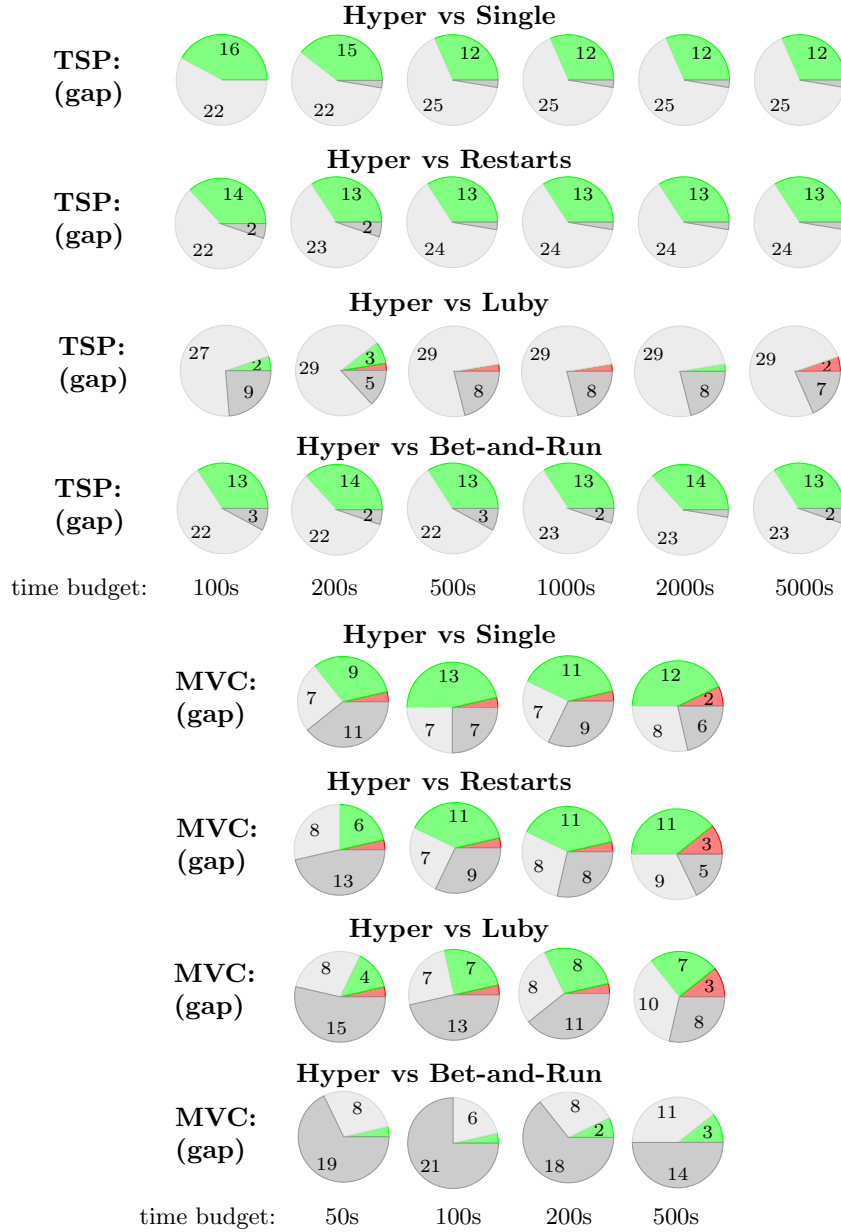 Hyper vs Single
TSP:
(gap)
16 22
15 22
12 25
12 25
12 25
12 25
Hyper vs Restarts
TSP:
(gap)
14 22 2
13 23 2
13 24
13 24
13 24
13 24
Hyper vs Luby
TSP:
(gap)
27 2 9
29 3 5
29 8
29 8
29 8
29 2 7
Hyper vs Bet-and-Run
TSP:
(gap)
13 22 3
14 22 2
13 22 3
13 23 2
14 23
13 23 2
time budget: 100s 200s 500s 1000s 2000s 5000s
Hyper vs Single
MVC:
(gap)
9 7 11
13 7 7
11 7 9
12 2 8 6
Hyper vs Restarts
MVC:
(gap)
8 6 13
11 7 9
11 8 8
11 3 9 5
Hyper vs Luby
MVC:
(gap)
8 4 15
7 7 13
8 8 11
7 3 10 8
Hyper vs Bet-and-Run
MVC:
(gap)
8 19
6 21
8 2 18
11 3 14
time budget: 50s 100s 200s 500s